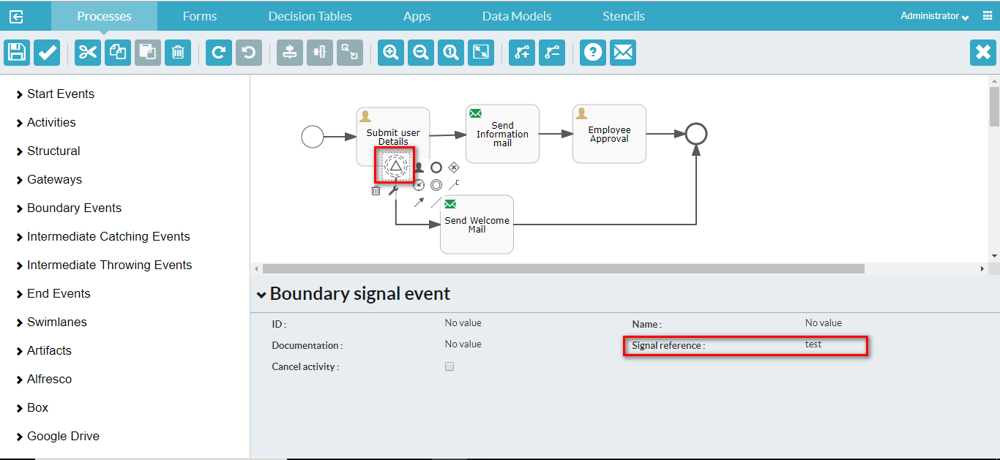 Processes
Forms
Decision Tables
Apps
Data Models
Stencils
Administrator
1
?
Start Events
Activities
Structural
Gateways
Boundary Events
Intermediate Catching Events
Intermediate Throwing Events
End Events
Swimlanes
Artifacts
Alfresco
Box
Google Drive
Submit user
Details
Send
Information
mail
Employee
Approval
Send Welcome
Mail
Boundary signal event
ID :
No value
Name :
No value
Documentation :
No value
Signal reference :
test
Cancel activity :